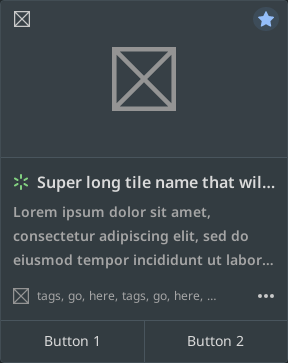 Super long tile name that wil...
Lorem ipsum dolor sit amet,
consectetur adipiscing elit, sed do
eiusmod tempor incididunt ut labor...
tags, go, here, tags, go, here, ...
Button 1
Button 2